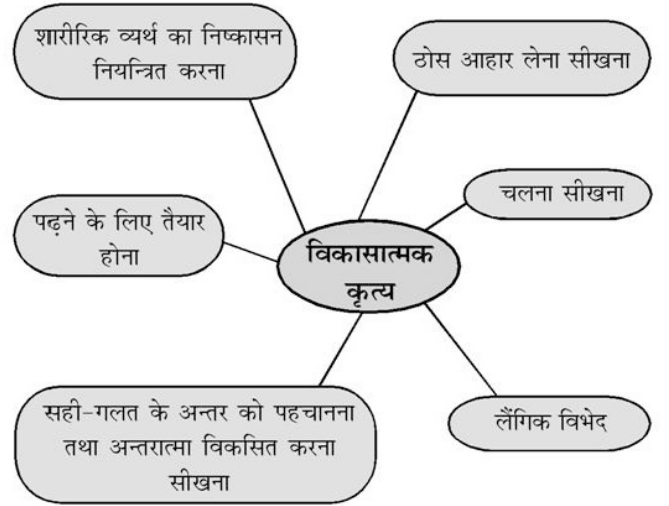 शारीरिक व्यर्थ का निष्कासन
नियन्त्रित करना
ठोस आहार लेना सीखना
चलना सीखना
पढ़ने के लिए तैयार
होना
विकासात्मक
कृत्य
सही-गलत के अन्तर को पहचानना
तथा अन्तरात्मा विकसित करना
सीखना
लैंगिक विभेद